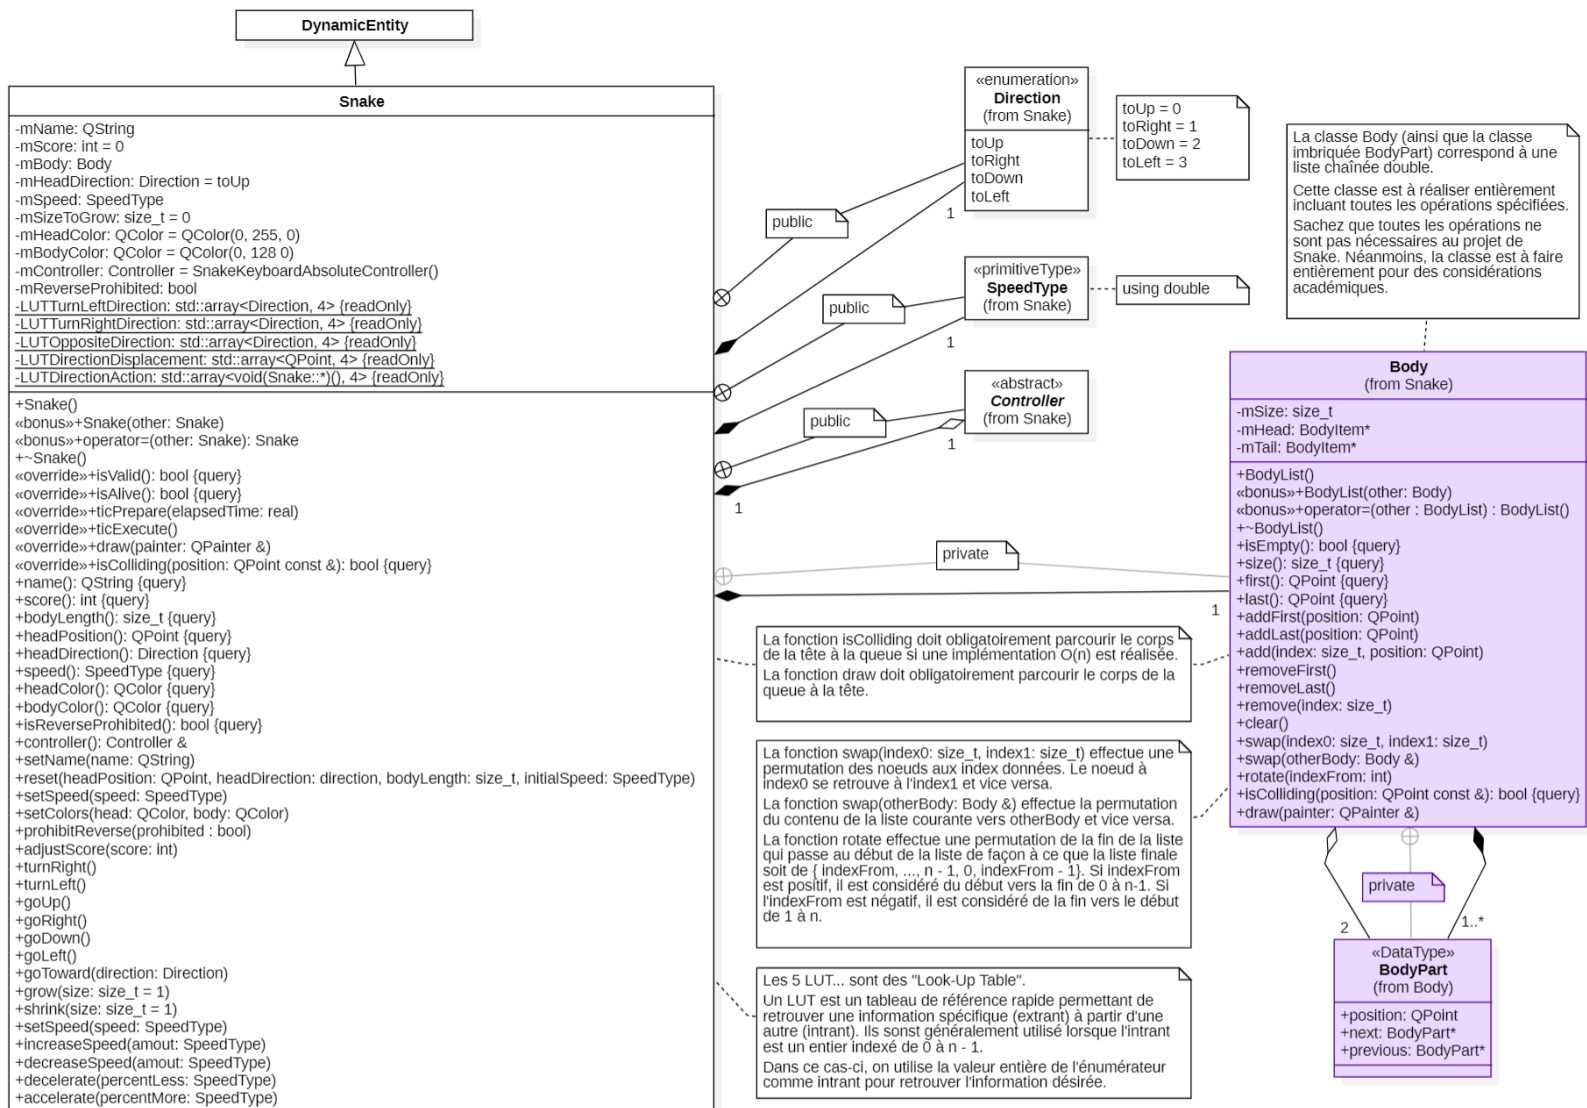 DynamicEntity
Snake
-mName: QString
-mScore: int = 0
-mBody: Body
-mHeadDirection: Direction = toUp
-mSpeed: SpeedType
-mSizeToGrow: size_t = 0
-mHeadColor: QColor = QColor(0, 255, 0)
-mBodyColor: QColor = QColor(0, 128 0)
-mController: Controller = SnakeKeyboardAbsoluteController()
-mReverseProhibited: bool
-LUTTurnLeftDirection: std::array<Direction, 4> {readOnly}
-LUTTurnRightDirection: std::array<Direction, 4> {readOnly}
-LUTOppositeDirection: std::array<Direction, 4> {readOnly}
-LUTDirectionDisplacement: std::array<QPoint, 4> {readOnly}
-LUTDirectionAction: std::array<void(Snake::*)(), 4> {readOnly}
+Snake()
«bonus»+Snake(other: Snake)
«bonus»+operator=(other: Snake): Snake
+~Snake()
«override»+isValid(): bool {query}
«override»+isAlive(): bool {query}
«override»+ticPrepare(elapsedTime: real)
«override»+ticExecute()
«override»+draw(painter: QPainter &)
«override»+isColliding(position: QPoint const &): bool {query}
+name(): QString {query}
+score(): int {query}
+bodyLength(): size_t {query}
+headPosition(): QPoint {query}
+headDirection(): Direction {query}
+speed(): SpeedType {query}
+headColor(): QColor {query}
+bodyColor(): QColor {query}
+isReverseProhibited(): bool {query}
+controller(): Controller &
+setName(name: QString)
+reset(headPosition: QPoint, headDirection: direction, bodyLength: size_t, initialSpeed: SpeedType)
+setSpeed(speed: SpeedType)
+setColors(head: QColor, body: QColor)
+prohibitReverse(prohibited : bool)
+adjustScore(score: int)
+turnRight()
+turnLeft()
+goUp()
+goRight()
+goDown()
+goLeft()
+goToward(direction: Direction)
+grow(size: size_t = 1)
+shrink(size: size_t = 1)
+setSpeed(speed: SpeedType)
+increaseSpeed(amout: SpeedType)
+decreaseSpeed(amout: SpeedType)
+decelerate(percentLess: SpeedType)
+accelerate(percentMore: SpeedType)
«enumeration»
Direction
(from Snake)
toUp
toRight
toDown
toLeft
toUp = 0
toRight = 1
toDown = 2
toLeft = 3
public
1
«primitiveType»
SpeedType
(from Snake)
using double
public
1
«abstract»
Controller
(from Snake)
public
1
1
private
1
La classe Body (ainsi que la classe
imbriquée BodyPart) correspond à une
liste chaînée double.
Cette classe est à réaliser entièrement
incluant toutes les opérations spécifiées.
Sachez que toutes les opérations ne
sont pas nécessaires au projet de
Snake. Néanmoins, la classe est à faire
entièrement pour des considérations
académiques.
Body
(from Snake)
-mSize: size_t
-mHead: BodyItem*
-mTail: BodyItem*
+BodyList()
«bonus»+BodyList(other: Body)
«bonus»+operator=(other : BodyList) : BodyList()
+~BodyList()
+isEmpty(): bool {query}
+size(): size_t {query}
+first(): QPoint {query}
+last(): QPoint {query}
+addFirst(position: QPoint)
+addLast(position: QPoint)
+add(index: size_t, position: QPoint)
+removeFirst()
+removeLast()
+remove(index: size_t)
+clear()
+swap(index0: size_t, index1: size_t)
+swap(otherBody: Body &)
+rotate(indexFrom: int)
+isColliding(position: QPoint const &): bool {query}
+draw(painter: QPainter &)
La fonction isColliding doit obligatoirement parcourir le corps
de la tête à la queue si une implémentation O(n) est réalisée.
La fonction draw doit obligatoirement parcourir le corps de la
queue à la tête.
La fonction swap(index0: size_t, index1: size_t) effectue une
permutation des noeuds aux index données. Le noeud à
index0 se retrouve à l'index1 et vice versa.
La fonction swap(otherBody: Body &) effectue la permutation
du contenu de la liste courante vers otherBody et vice versa.
La fonction rotate effectue une permutation de la fin de la liste
qui passe au début de la liste de façon à ce que la liste finale
soit de { indexFrom, ..., n - 1, 0, indexFrom - 1}. Si indexFrom
est positif, il est considéré du début vers la fin de 0 à n-1. Si
l'indexFrom est négatif, il est considéré de la fin vers le début
de 1 à n.
Les 5 LUT... sont des "Look-Up Table".
Un LUT est un tableau de référence rapide permettant de
retrouver une information spécifique (extrant) à partir d'une
autre (intrant). Ils sonst généralement utilisé lorsque l'intrant
est un entier indexé de 0 à n - 1.
Dans ce cas-ci, on utilise la valeur entière de l'énumérateur
comme intrant pour retrouver l'information désirée.
private
2
1..*
«DataType»
BodyPart
(from Body)
+position: QPoint
+next: BodyPart*
+previous: BodyPart*